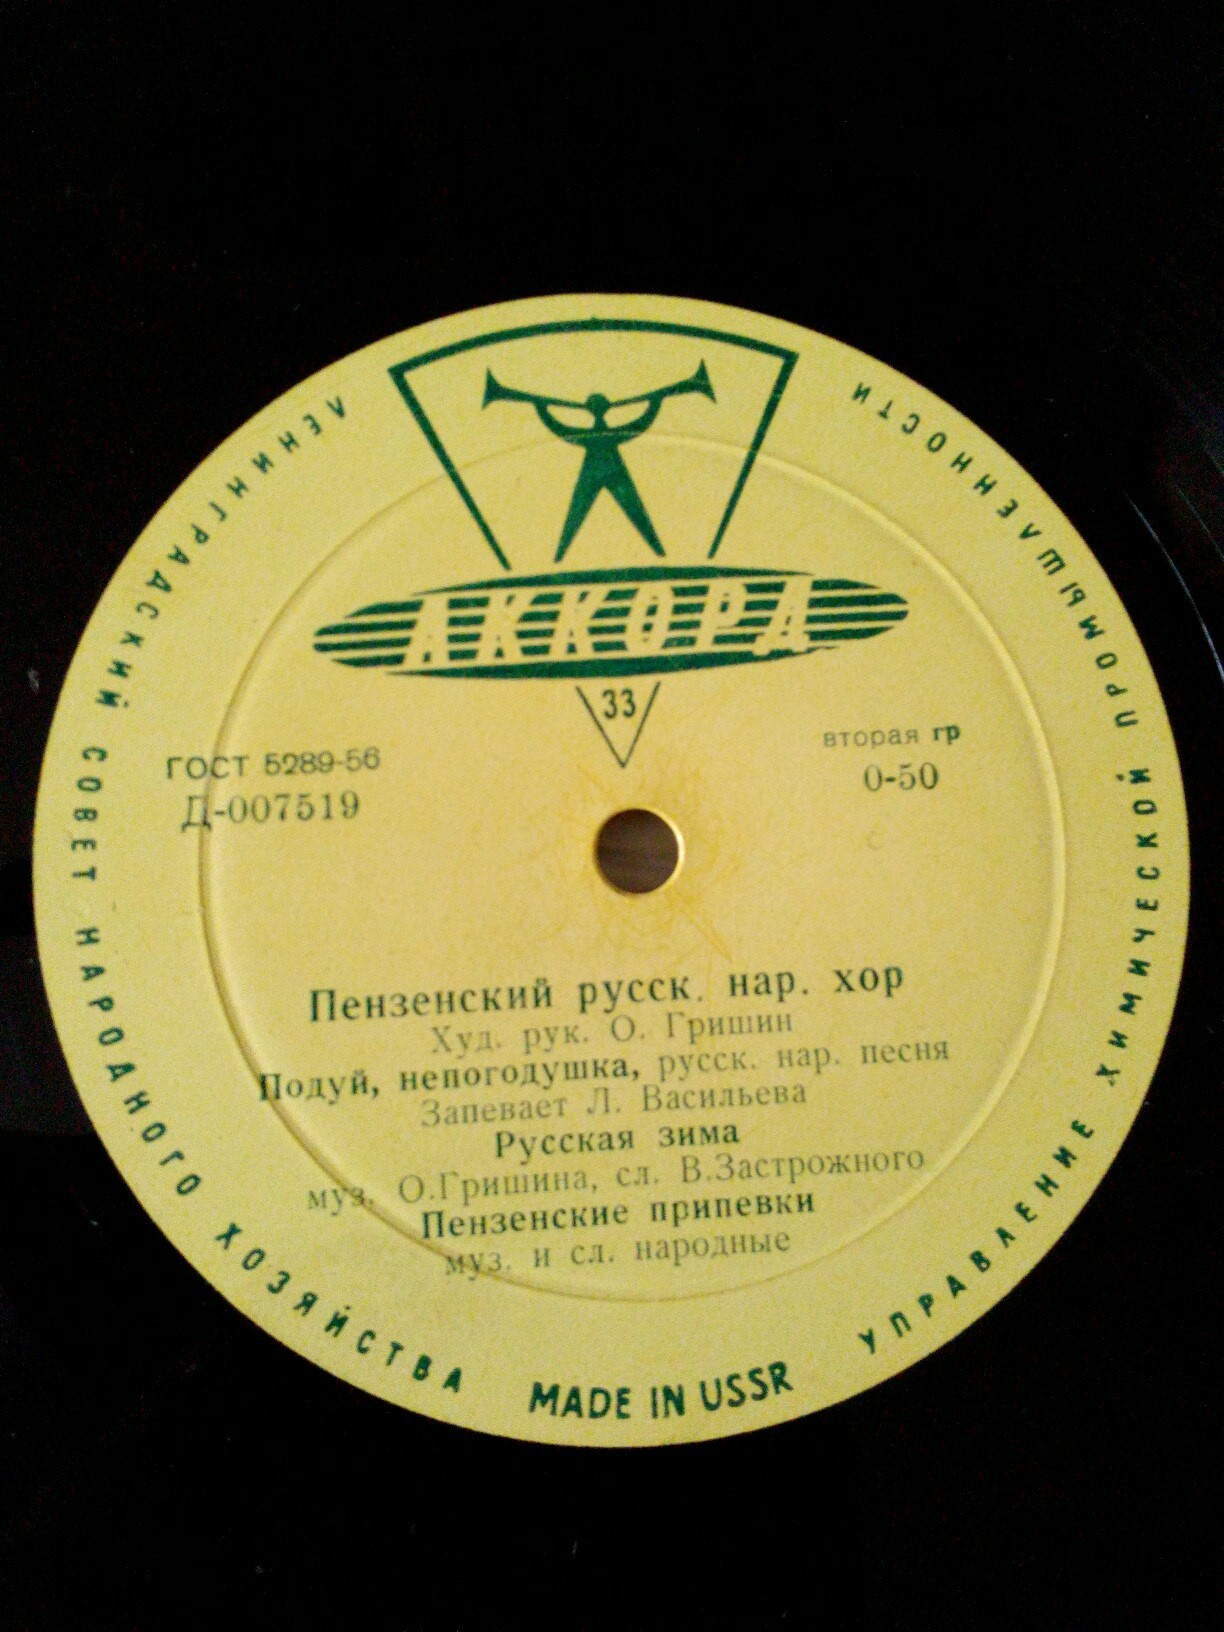 ЛЕНИНГРАДСКИЙ СОВЕТ НАРОДНОГО ХОЗЯЙСТВА
УПРАВЛЕНИЕ ХИМИЧЕСКОЙ ПРОМЫШЛЕННОСТИ
АККОРД
33
ГОСТ 5289-56
Д-007519
вторая гр
0-50
Пензенский русск. нар. хор
Худ. рук. О. Гришин
Подуй, непогодушка, русск. нар. песня
Запевает Л. Васильева
Русская зима
муз. О.Гришина, сл. В.Застрожного
Пензенские припевки
муз. и сл. народные
MADE IN USSR